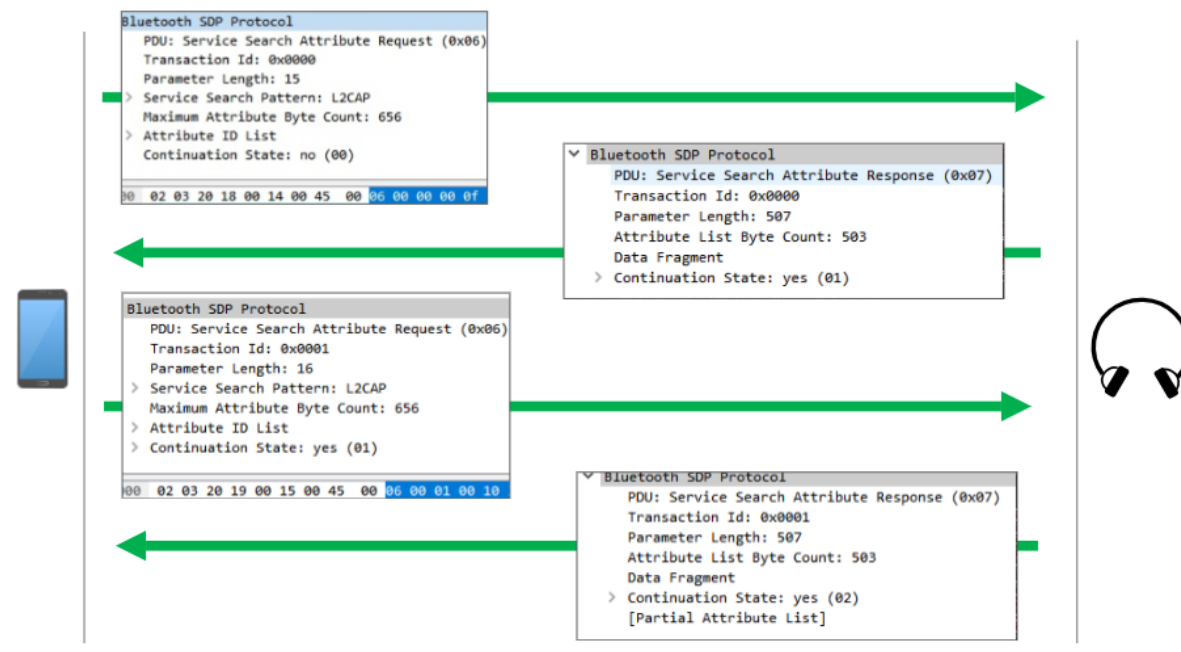 Bluetooth SDP Protocol
PDU: Service Search Attribute Request (0x06)
Transaction Id: 0x0000
Parameter Length: 15
> Service Search Pattern: L2CAP
Maximum Attribute Byte Count: 656
> Attribute ID List
Continuation State: no (00)
02 03 20 18 00 14 00 45 00 06 00 00 00 0f
Bluetooth SDP Protocol
PDU: Service Search Attribute Response (0x07)
Transaction Id: 0x0000
Parameter Length: 507
Attribute List Byte Count: 503
Data Fragment
> Continuation State: yes (01)
Bluetooth SDP Protocol
PDU: Service Search Attribute Request (0x06)
Transaction Id: 0x0001
Parameter Length: 16
> Service Search Pattern: L2CAP
Maximum Attribute Byte Count: 656
> Attribute ID List
> Continuation State: yes (01)
02 03 20 19 00 15 00 45 00 06 00 01 00 10
Bluetooth SDP Protocol
PDU: Service Search Attribute Response (0x07)
Transaction Id: 0x0001
Parameter Length: 507
Attribute List Byte Count: 503
Data Fragment
> Continuation State: yes (02)
[Partial Attribute List]